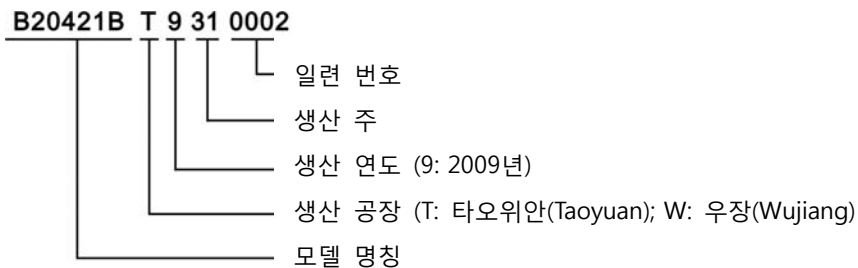 B20421B T 9 31 0002
일련 번호
생산 주
생산 연도 (9: 2009년)
생산 공장 (T: 타오위안(Taoyuan); W: 우장(Wujiang)
모델 명칭